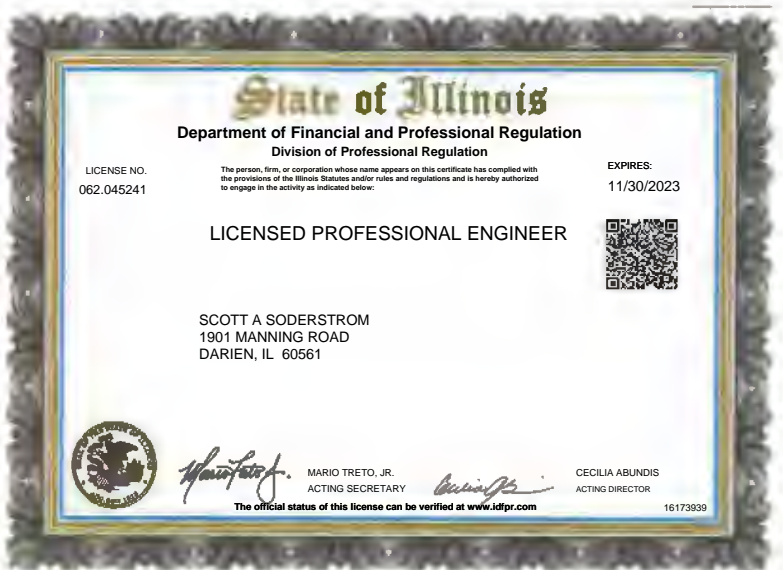 State of Illinois
Department of Financial and Professional Regulation
Division of Professional Regulation
LICENSE NO.
062.045241
The person, firm, or corporation whose name appears on this certificate has complied with
the provisions of the Illinois Statutes and/or rules and regulations and is hereby authorized
to engage in the activity as indicated below:
EXPIRES:
11/30/2023
LICENSED PROFESSIONAL ENGINEER
SCOTT A SODERSTROM
1901 MANNING ROAD
DARIEN, IL 60561
MARIO TRETO, JR.
ACTING SECRETARY
CECILIA ABUNDIS
ACTING DIRECTOR
The official status of this license can be verified at www.idfpr.com
16173939